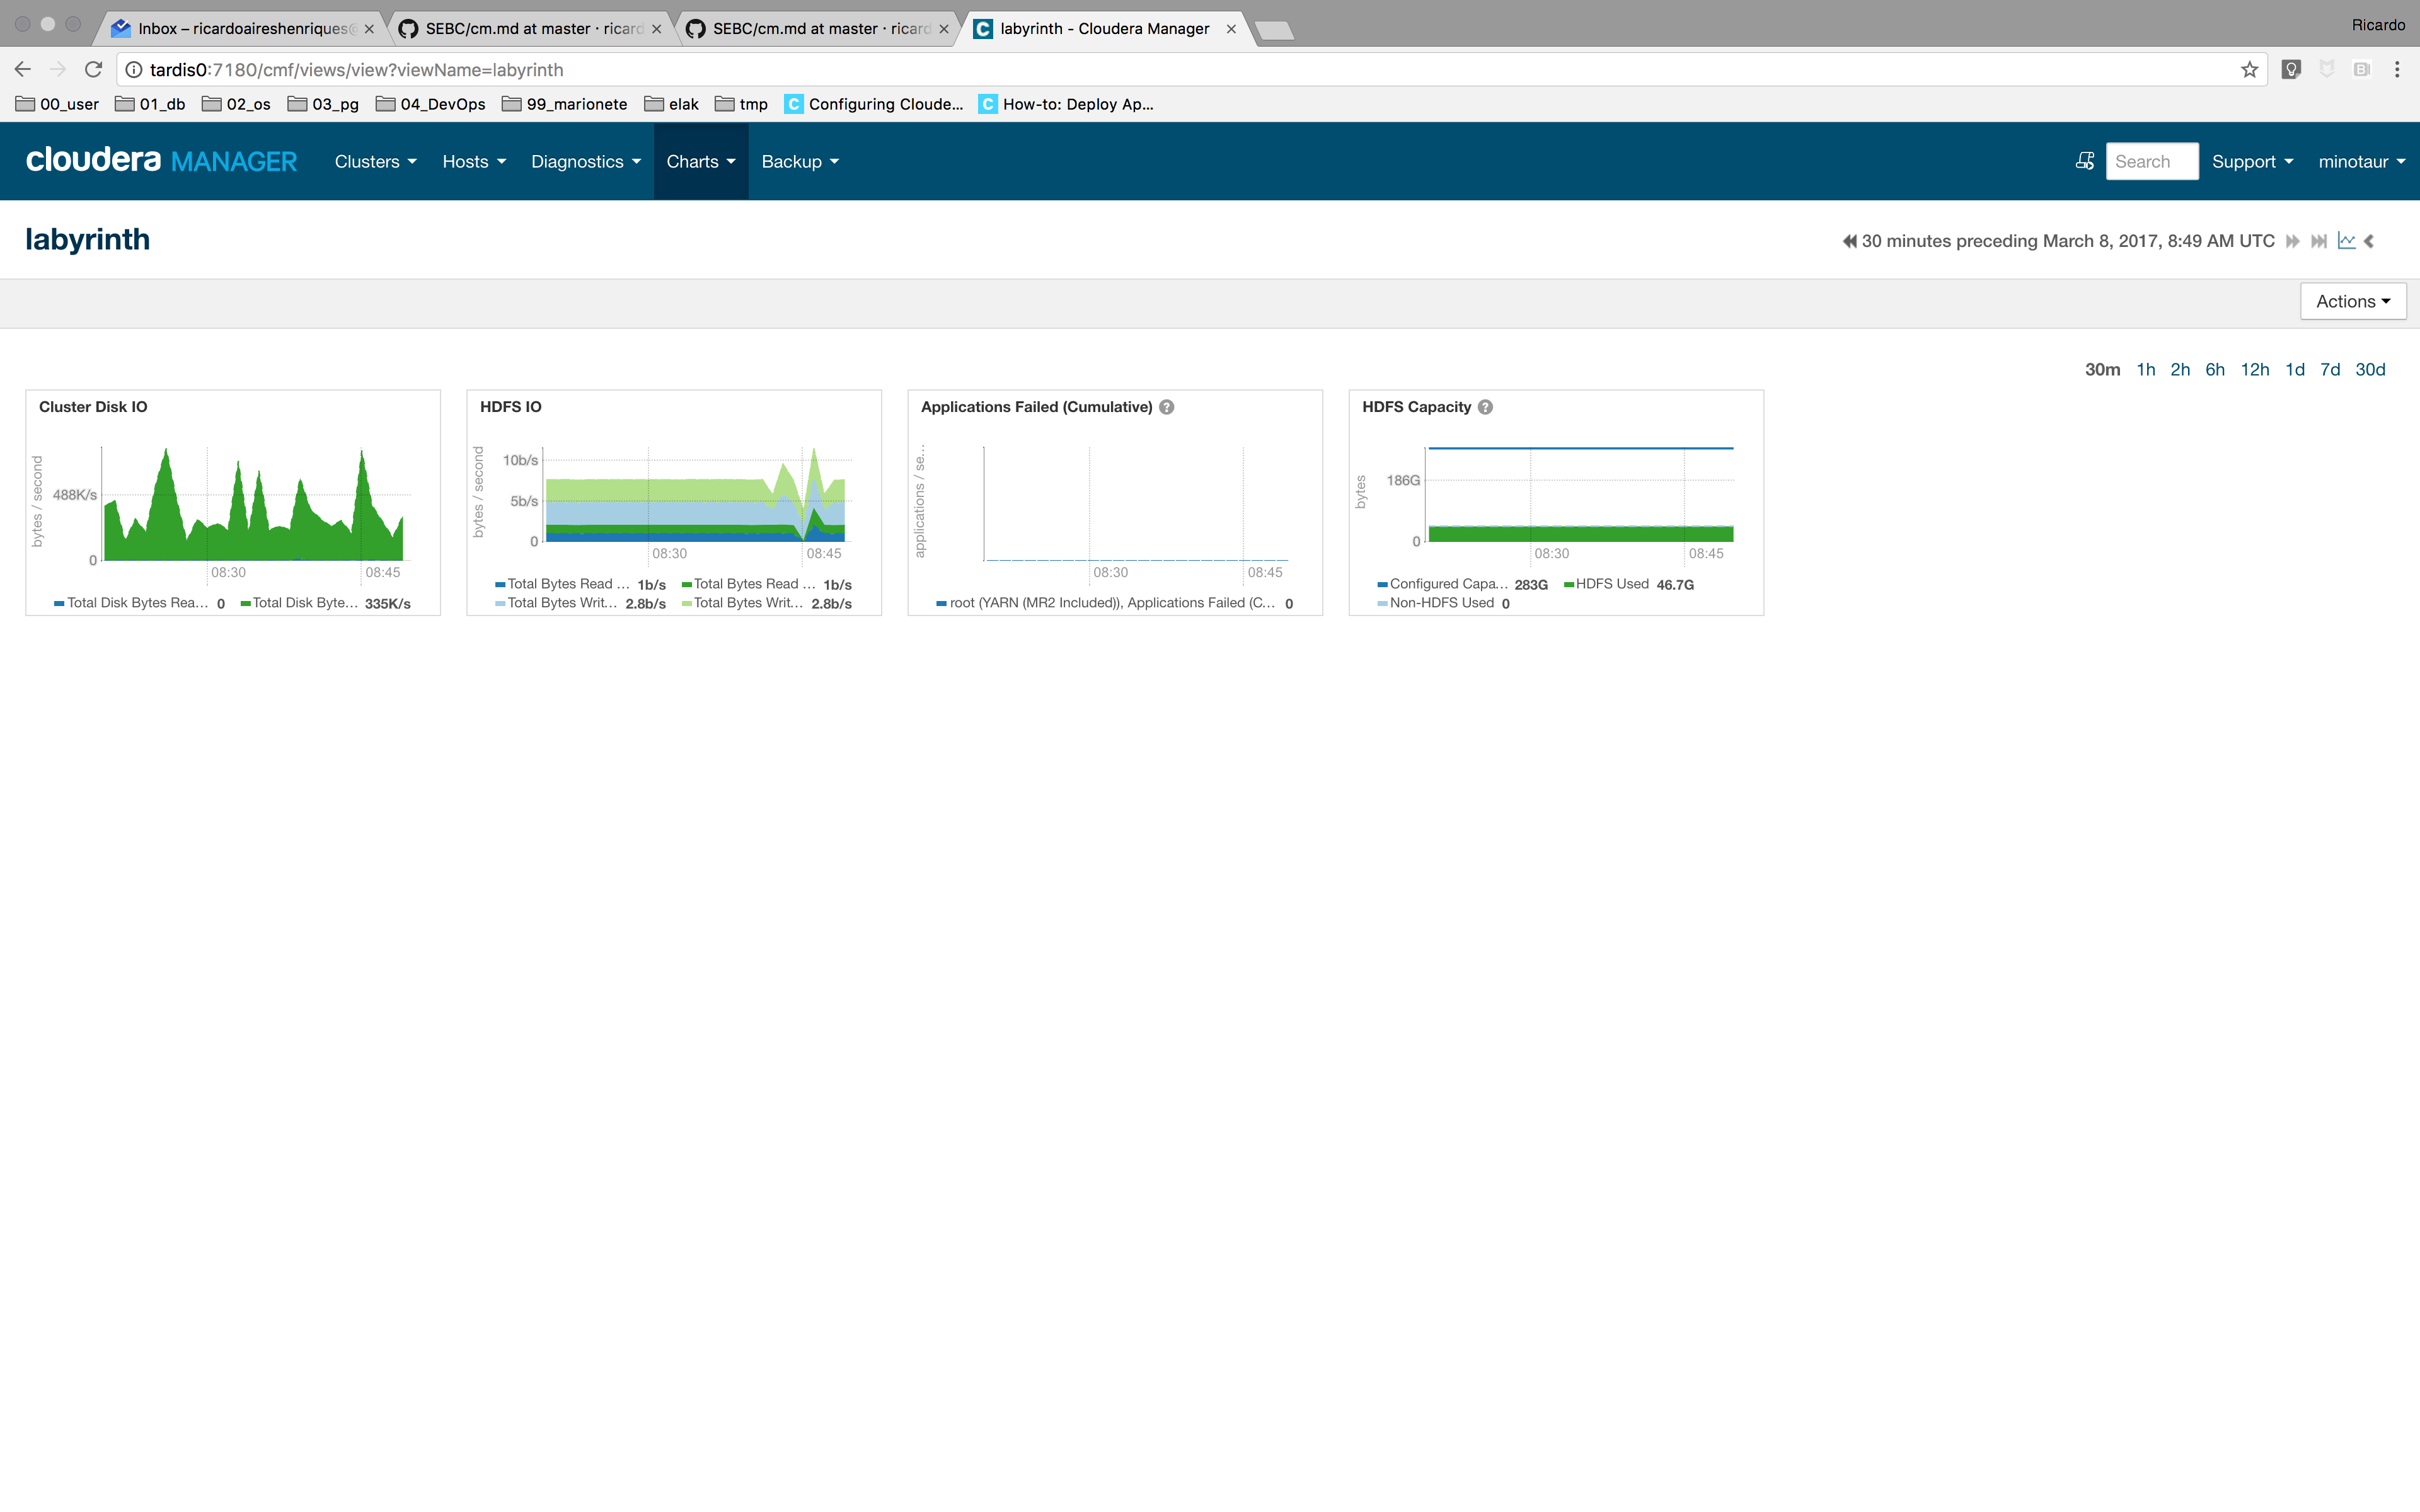 Inbox – ricardoaireshenriques@
SEBC/cm.md at master · ricard
SEBC/cm.md at master · ricard
labyrinth - Cloudera Manager
Ricardo
tardis0:7180/cmf/views/view?viewName=labyrinth
00_user 01_db 02_os 03_pg 04_DevOps 99_marionete elak tmp Configuring Cloude... How-to: Deploy Ap...
cloudera MANAGER Clusters Hosts Diagnostics Charts Backup Search Support minotaur
labyrinth
30 minutes preceding March 8, 2017, 8:49 AM UTC
Actions
30m 1h 2h 6h 12h 1d 7d 30d
Cluster Disk IO
bytes / second
488K/s
0
08:30 08:45
Total Disk Bytes Rea... 0 Total Disk Byte... 335K/s
HDFS IO
bytes / second
10b/s
5b/s
0
08:30 08:45
Total Bytes Read ... 1b/s Total Bytes Read ... 1b/s
Total Bytes Writ... 2.8b/s Total Bytes Writ... 2.8b/s
Applications Failed (Cumulative) ?
applications / se...
08:30 08:45
root (YARN (MR2 Included)), Applications Failed (C... 0
HDFS Capacity ?
bytes
186G
0
08:30 08:45
Configured Capa... 283G HDFS Used 46.7G
Non-HDFS Used 0